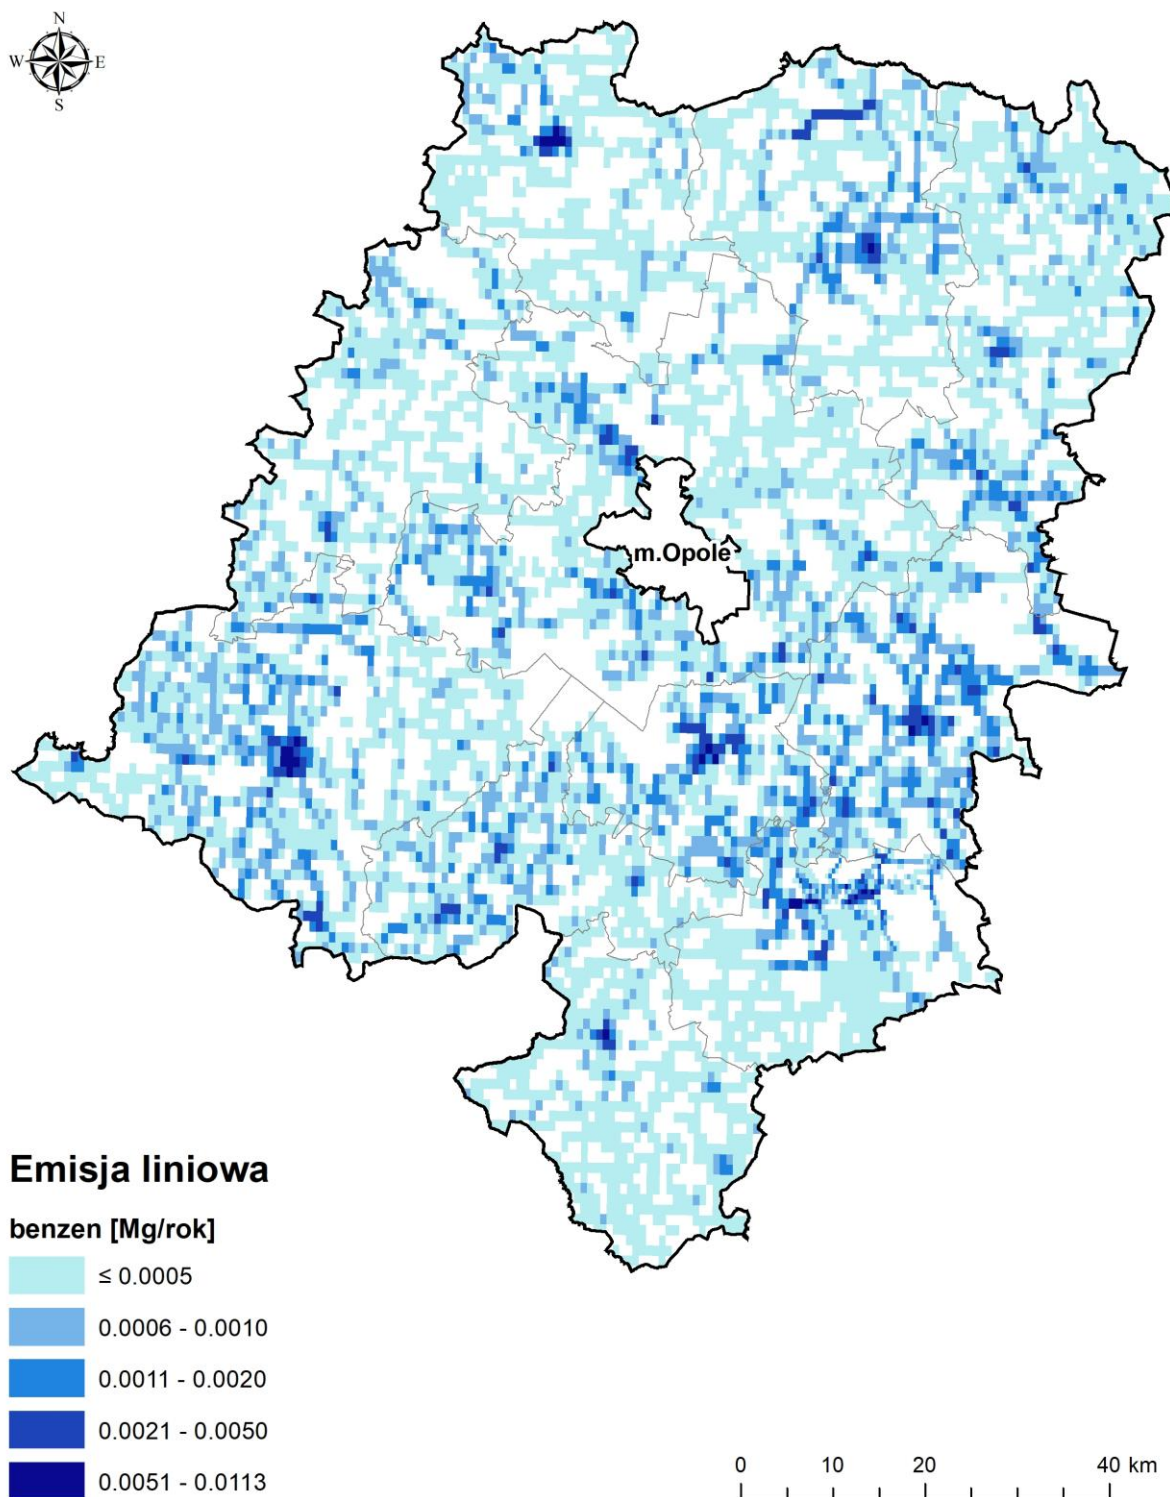 N
W E
S
m.Opole
Emisja liniowa
benzen [Mg/rok]
≤ 0.0005
0.0006 - 0.0010
0.0011 - 0.0020
0.0021 - 0.0050
0.0051 - 0.0113
0 10 20 40 km